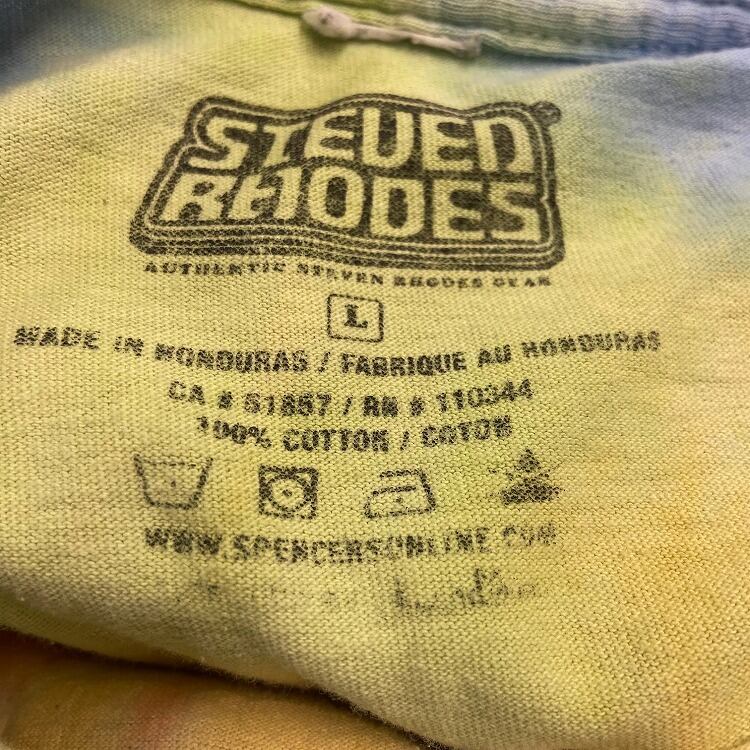 STEVEN
RHODES
AUTHENTIC STEVEN RHODES GEAR
L
MADE IN HONDURAS / FABRIQUE AU HONDURAS
CA # 51857 / RN # 110344
100% COTTON / COTON
WWW.SPENCERSONLINE.COM